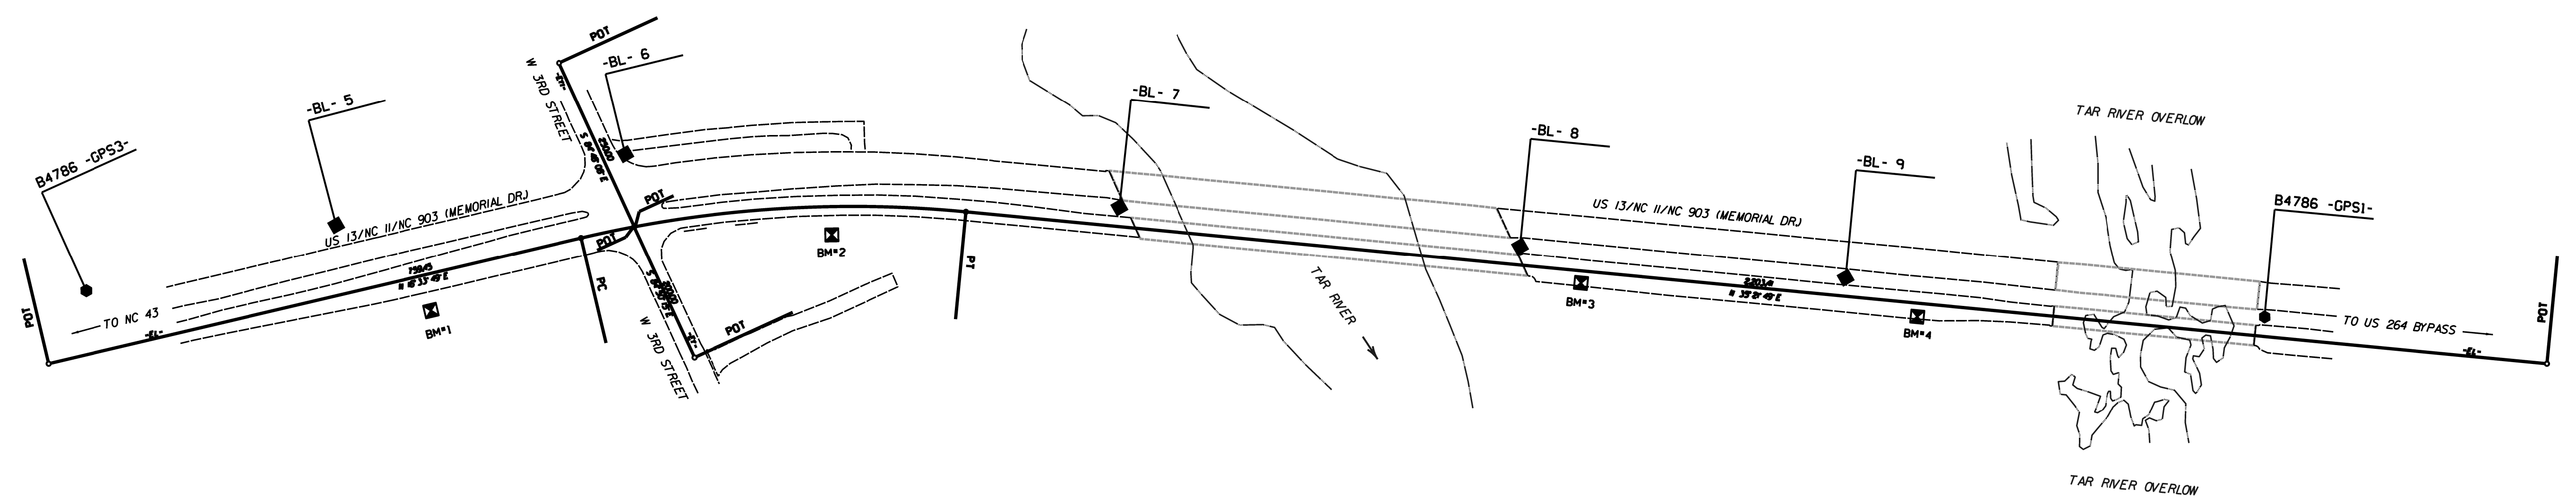 B4786 -GPS3-
-BL- 5
POT
-BL- 6
-EY-
W 3RD STREET
-BL- 7
-BL- 8
-BL- 9
TAR RIVER OVERLOW
B4786 -GPS1-
US 13/NC 11/NC 903 (MEMORIAL DR.)
POT
POT
BM#2
US 13/NC 11/NC 903 (MEMORIAL DR.)
PC
PT
POT
TO NC 43
-EL-
BM#1
W 3RD STREET
-EY-
POT
TAR RIVER
BM#3
BM#4
TO US 264 BYPASS
-EL-
POT
TAR RIVER OVERLOW